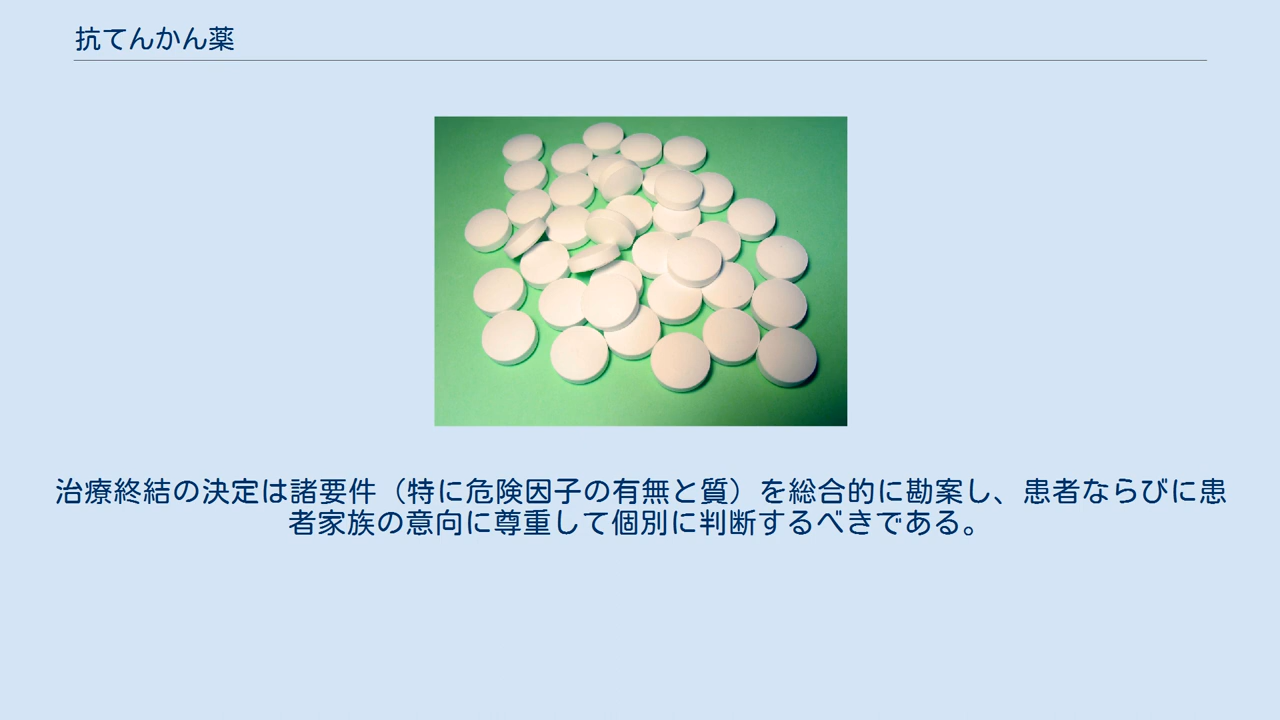 抗てんかん薬
治療終結の決定は諸要件（特に危険因子の有無と質）を総合的に勘案し、患者ならびに患
者家族の意向に尊重して個別に判断するべきである。